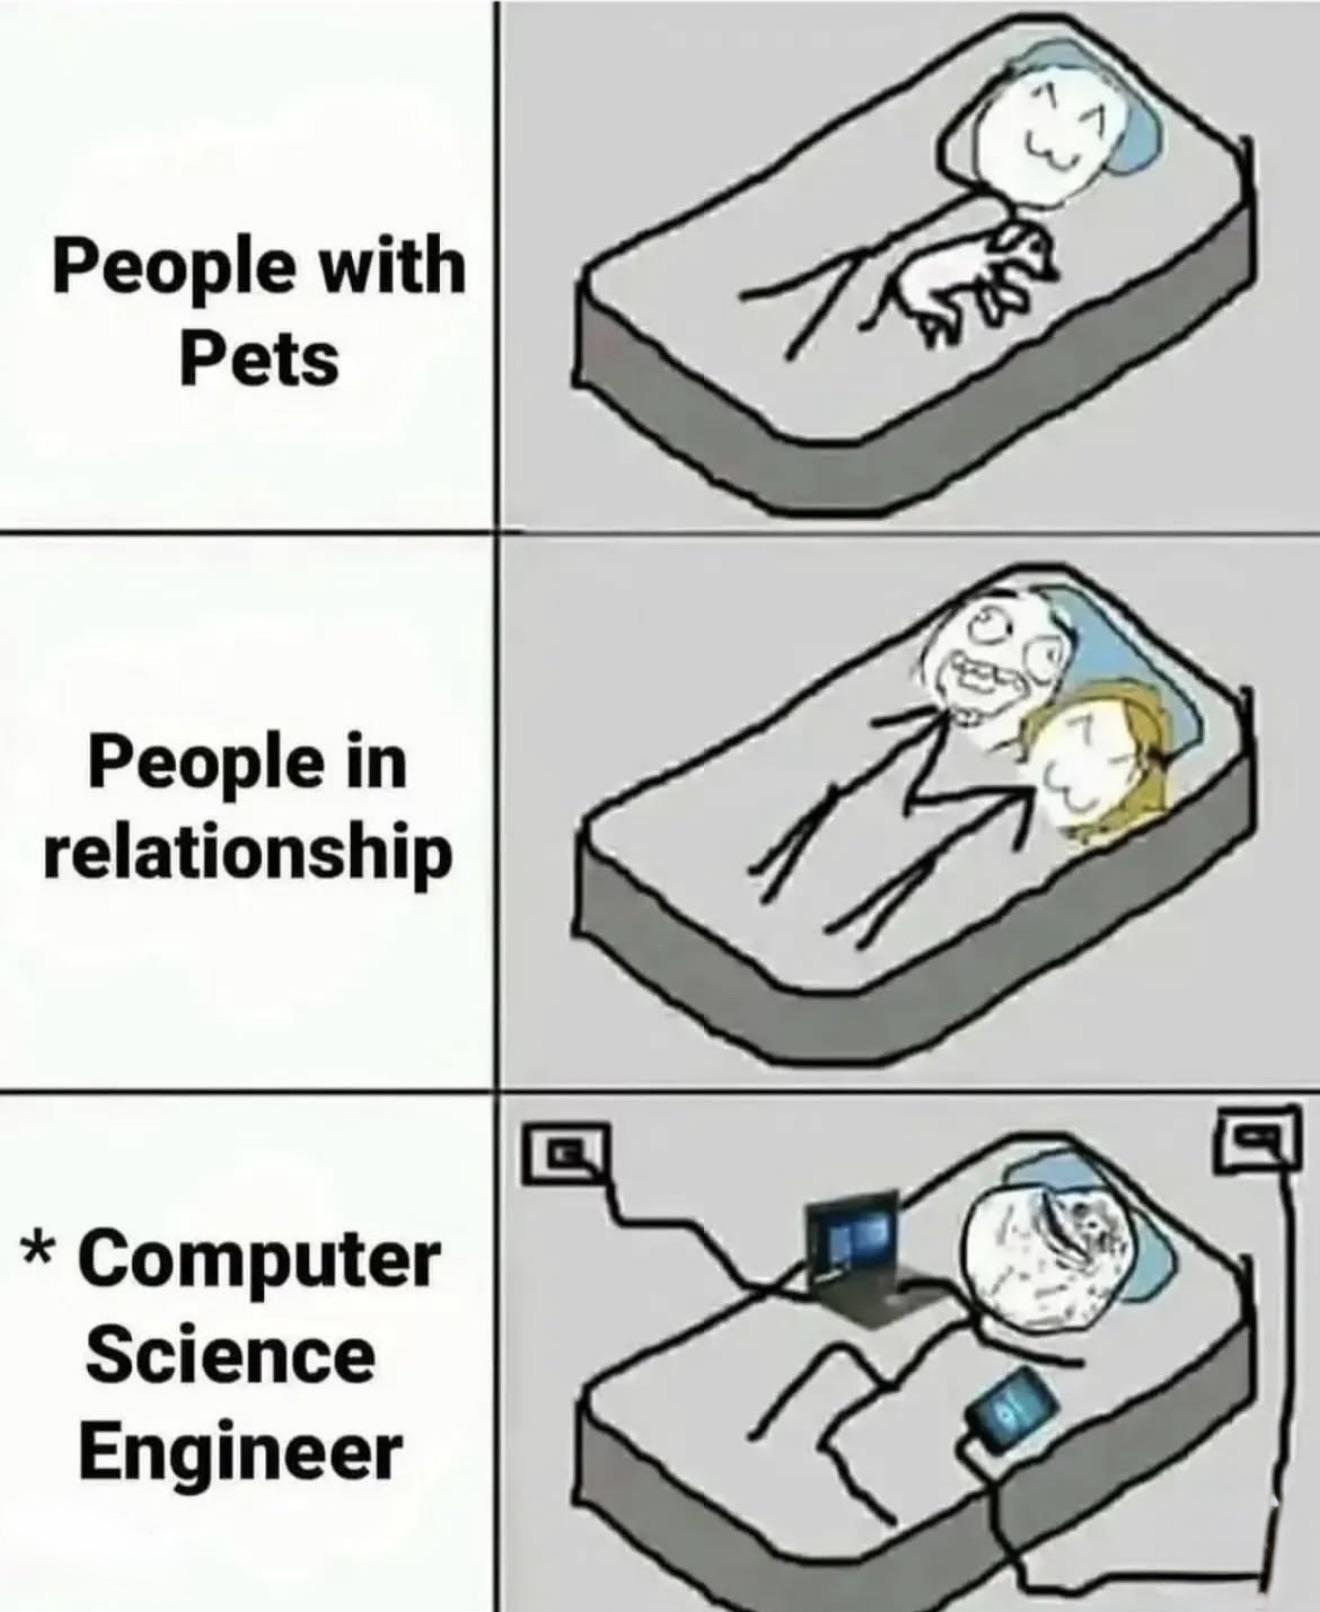 People with
Pets
People in
relationship
* Computer
Science
Engineer